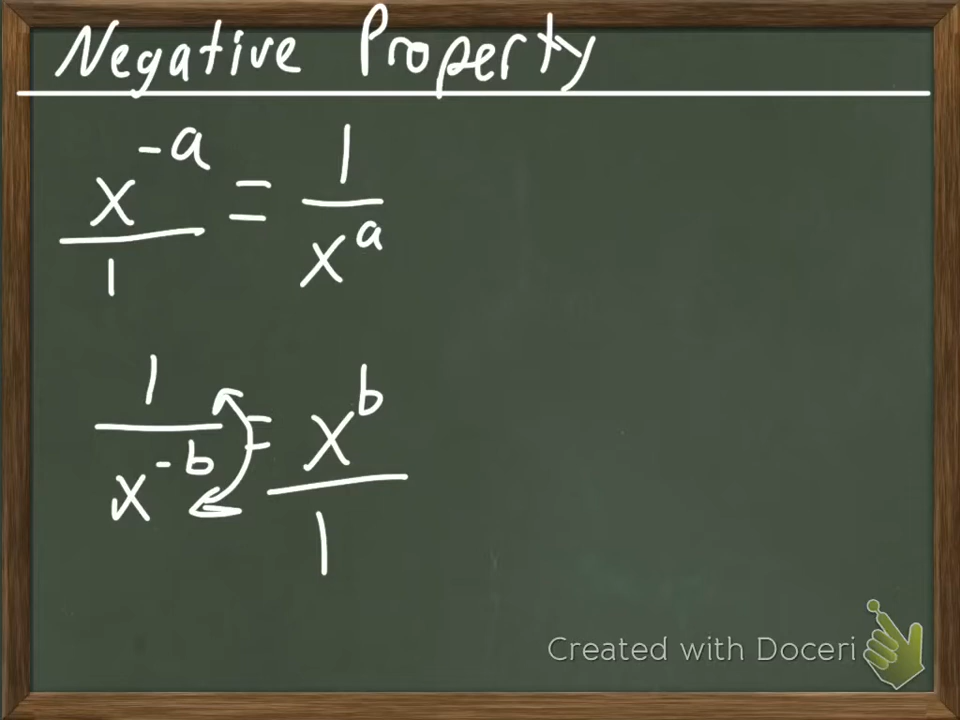 Negative Property
x^-a / 1 = 1 / x^a
1 / x^-b = x^b / 1
Created with Doceri